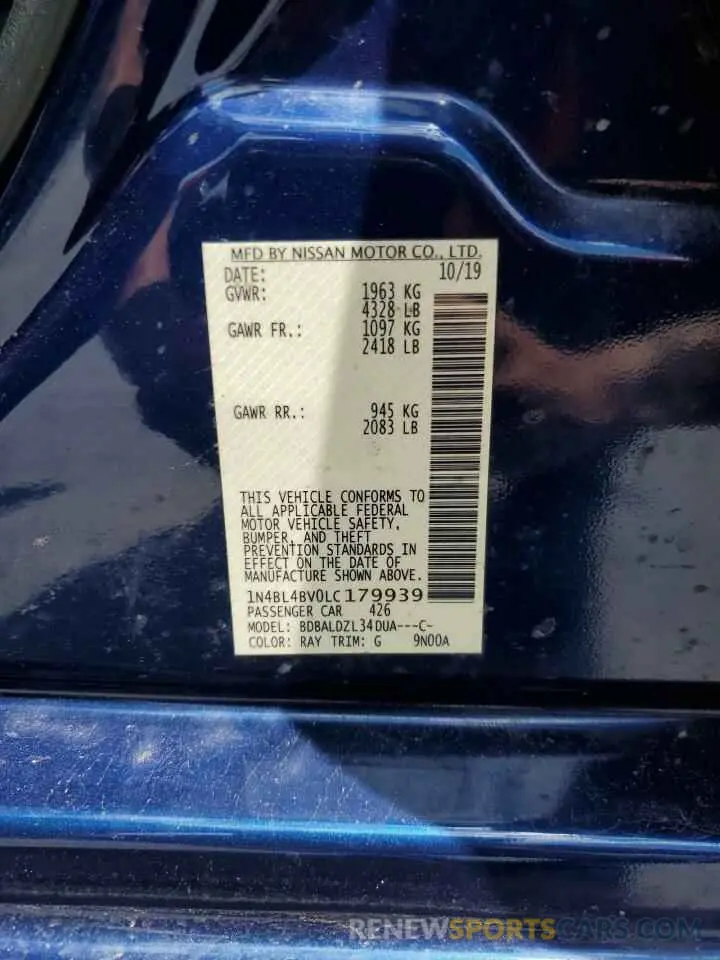 MFD BY NISSAN MOTOR CO., LTD.
DATE: 10/19
GVWR: 1963 KG
4328 LB
GAWR FR.: 1097 KG
2418 LB
GAWR RR.: 945 KG
2083 LB
THIS VEHICLE CONFORMS TO
ALL APPLICABLE FEDERAL
MOTOR VEHICLE SAFETY,
BUMPER, AND THEFT
PREVENTION STANDARDS IN
EFFECT ON THE DATE OF
MANUFACTURE SHOWN ABOVE.
1N4BL4BV0LC179939
PASSENGER CAR 426
MODEL: BDBALDZL34DUA---C-
COLOR: RAY TRIM: G 9N00A
RENEWSPORTSCARS.COM